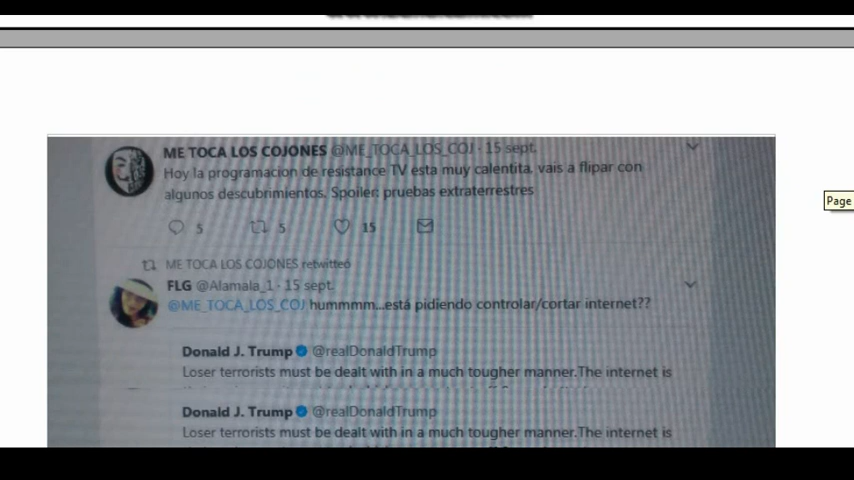 ME TOCA LOS COJONES @ME_TOCA_LOS_COJ · 15 sept.
Hoy la programacion de resistance TV esta muy calentita, vais a flipar con
algunos descubrimientos. Spoiler: pruebas extraterrestres
5 5 15
ME TOCA LOS COJONES retwitteó
FLG @Alamala_1 · 15 sept.
@ME_TOCA_LOS_COJ hummmm...está pidiendo controlar/cortar internet??
Donald J. Trump @realDonaldTrump
Loser terrorists must be dealt with in a much tougher manner.The internet is
Donald J. Trump @realDonaldTrump
Loser terrorists must be dealt with in a much tougher manner.The internet is
Page